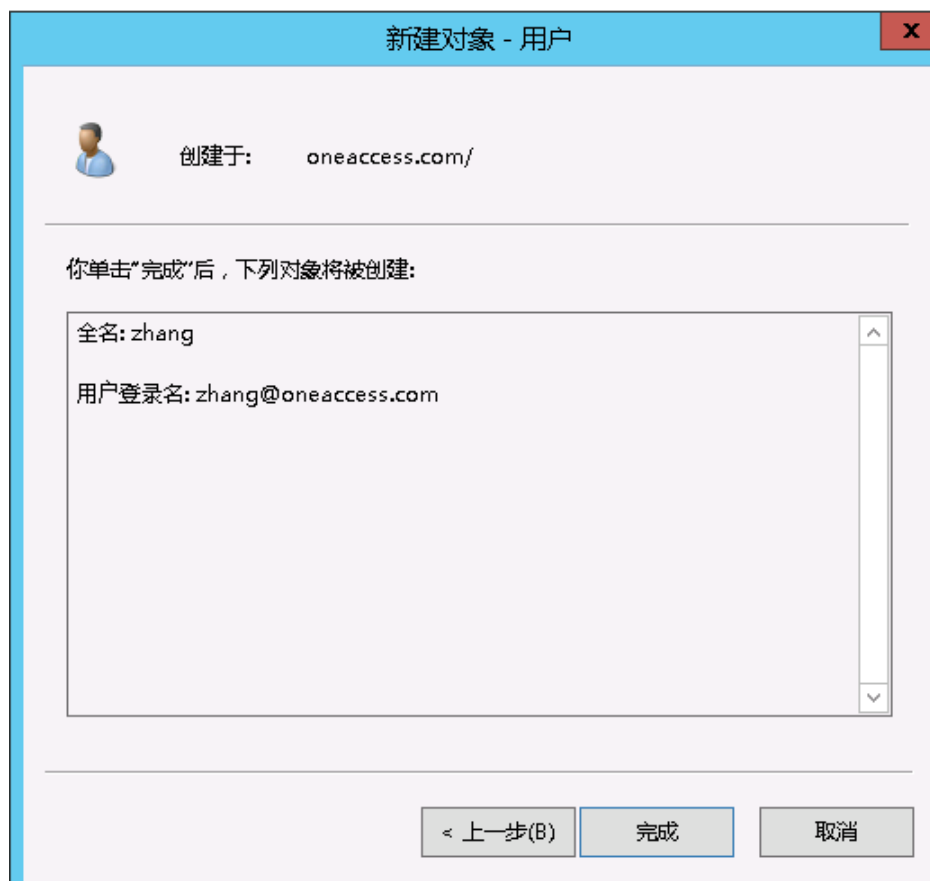 新建对象 - 用户
x
创建于: oneaccess.com/
你单击"完成"后，下列对象将被创建:
全名: zhang
用户登录名: zhang@oneaccess.com
< 上一步(B) 完成 取消